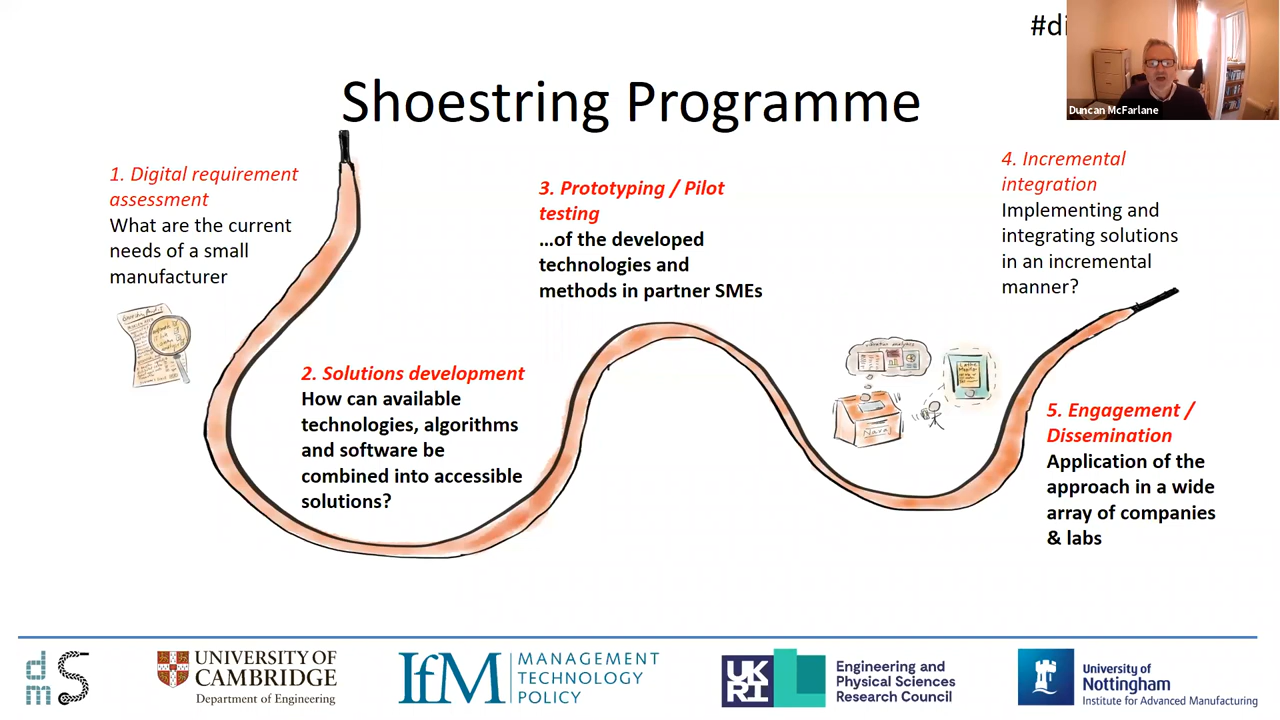 #di
Duncan McFarlane
Shoestring Programme
1. Digital requirement
assessment
What are the current
needs of a small
manufacturer
2. Solutions development
How can available
technologies, algorithms
and software be
combined into accessible
solutions?
3. Prototyping / Pilot
testing
...of the developed
technologies and
methods in partner SMEs
4. Incremental
integration
Implementing and
integrating solutions
in an incremental
manner?
5. Engagement /
Dissemination
Application of the
approach in a wide
array of companies
& labs
dm S
UNIVERSITY OF
CAMBRIDGE
Department of Engineering
IfM
MANAGEMENT
TECHNOLOGY
POLICY
UK
RI
Engineering and
Physical Sciences
Research Council
University of
Nottingham
Institute for Advanced Manufacturing